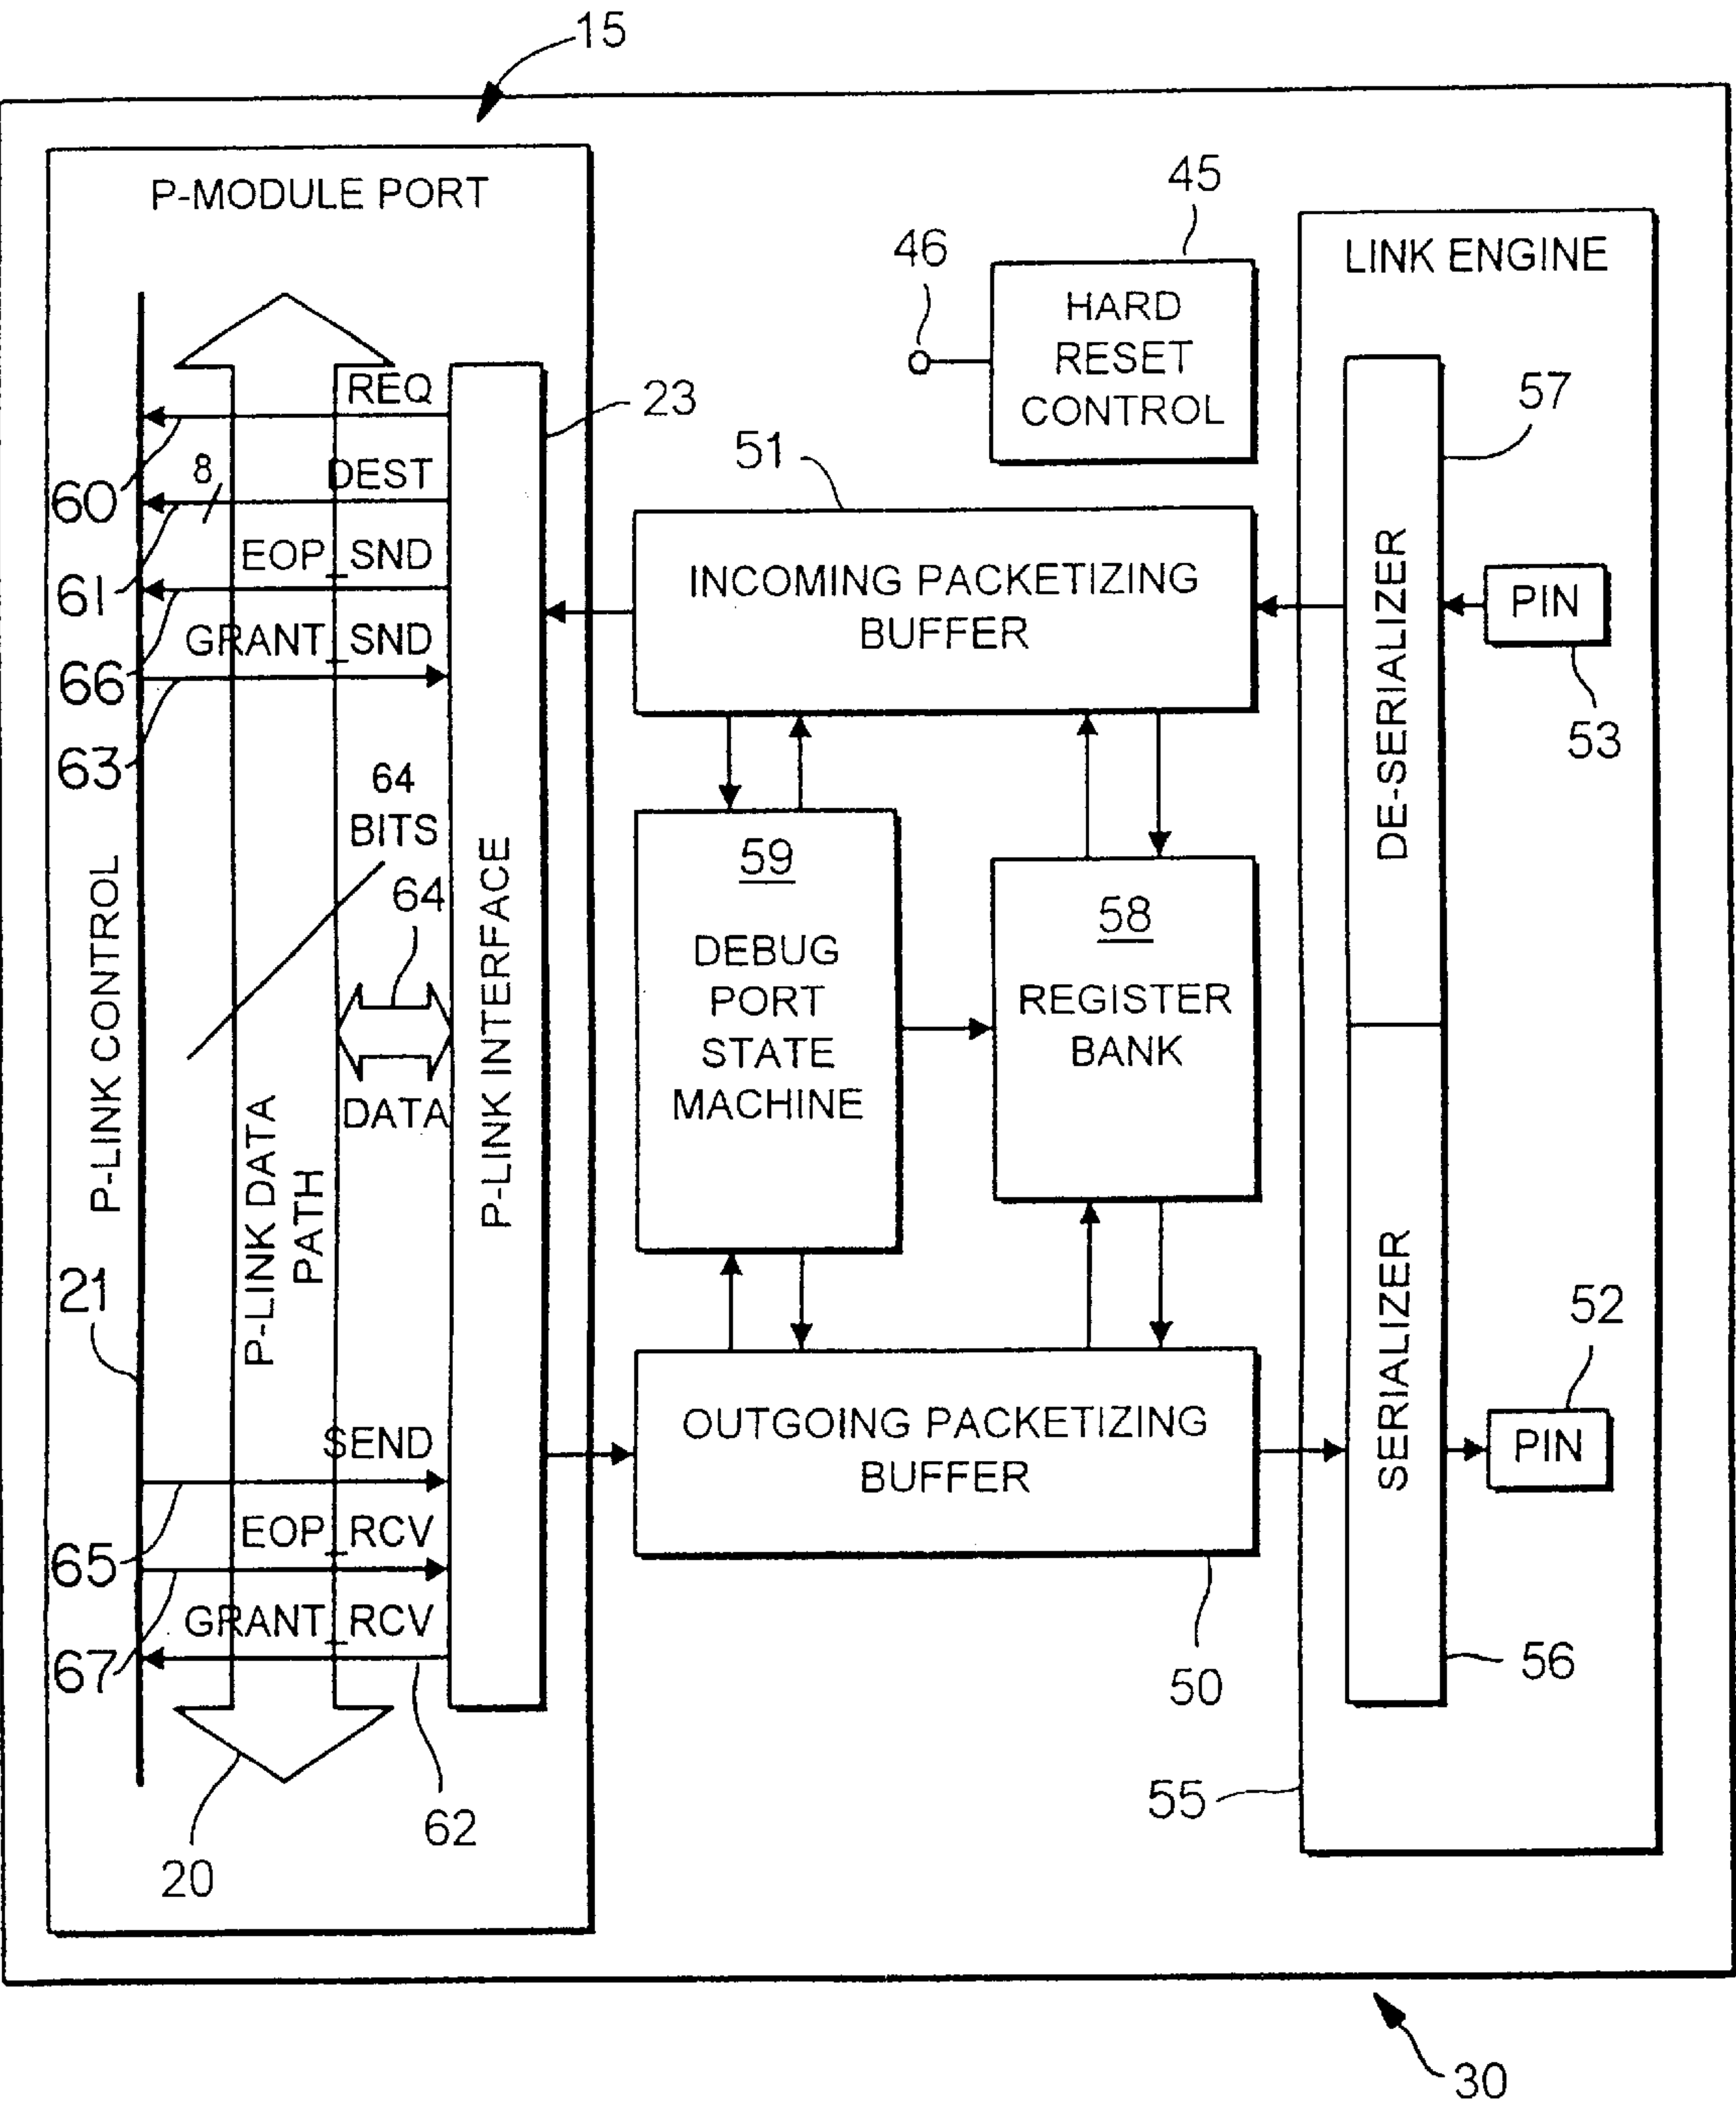 15
P-MODULE PORT
45
46
HARD
RESET
CONTROL
LINK ENGINE
REQ
23
57
60
8
DEST
51
61
EOP_SND
INCOMING PACKETIZING
BUFFER
DE-SERIALIZER
PIN
66
GRANT_SND
53
63
64
BITS
64
P-LINK CONTROL
P-LINK DATA
PATH
P-LINK INTERFACE
DATA
59
DEBUG
PORT
STATE
MACHINE
58
REGISTER
BANK
21
SERIALIZER
52
PIN
SEND
OUTGOING PACKETIZING
BUFFER
65
EOP_RCV
67
GRANT_RCV
50
56
62
55
20
30